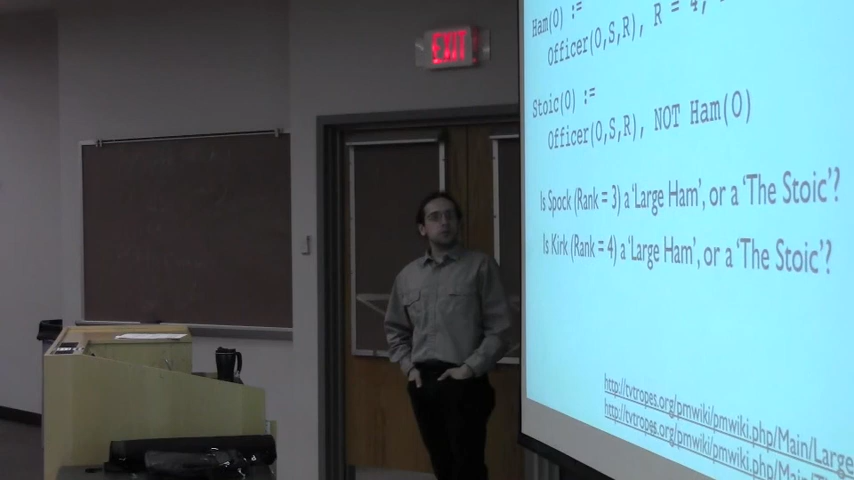 EXIT
Ham(O) :=
Officer(O,S,R), R = 4,
Stoic(O) :=
Officer(O,S,R), NOT Ham(O)
Is Spock (Rank = 3) a 'Large Ham', or a 'The Stoic'?
Is Kirk (Rank = 4) a 'Large Ham', or a 'The Stoic'?
http://tvtropes.org/pmwiki/pmwiki.php/Main/Large
http://tvtropes.org/pmwiki/pmwiki.php/Main/